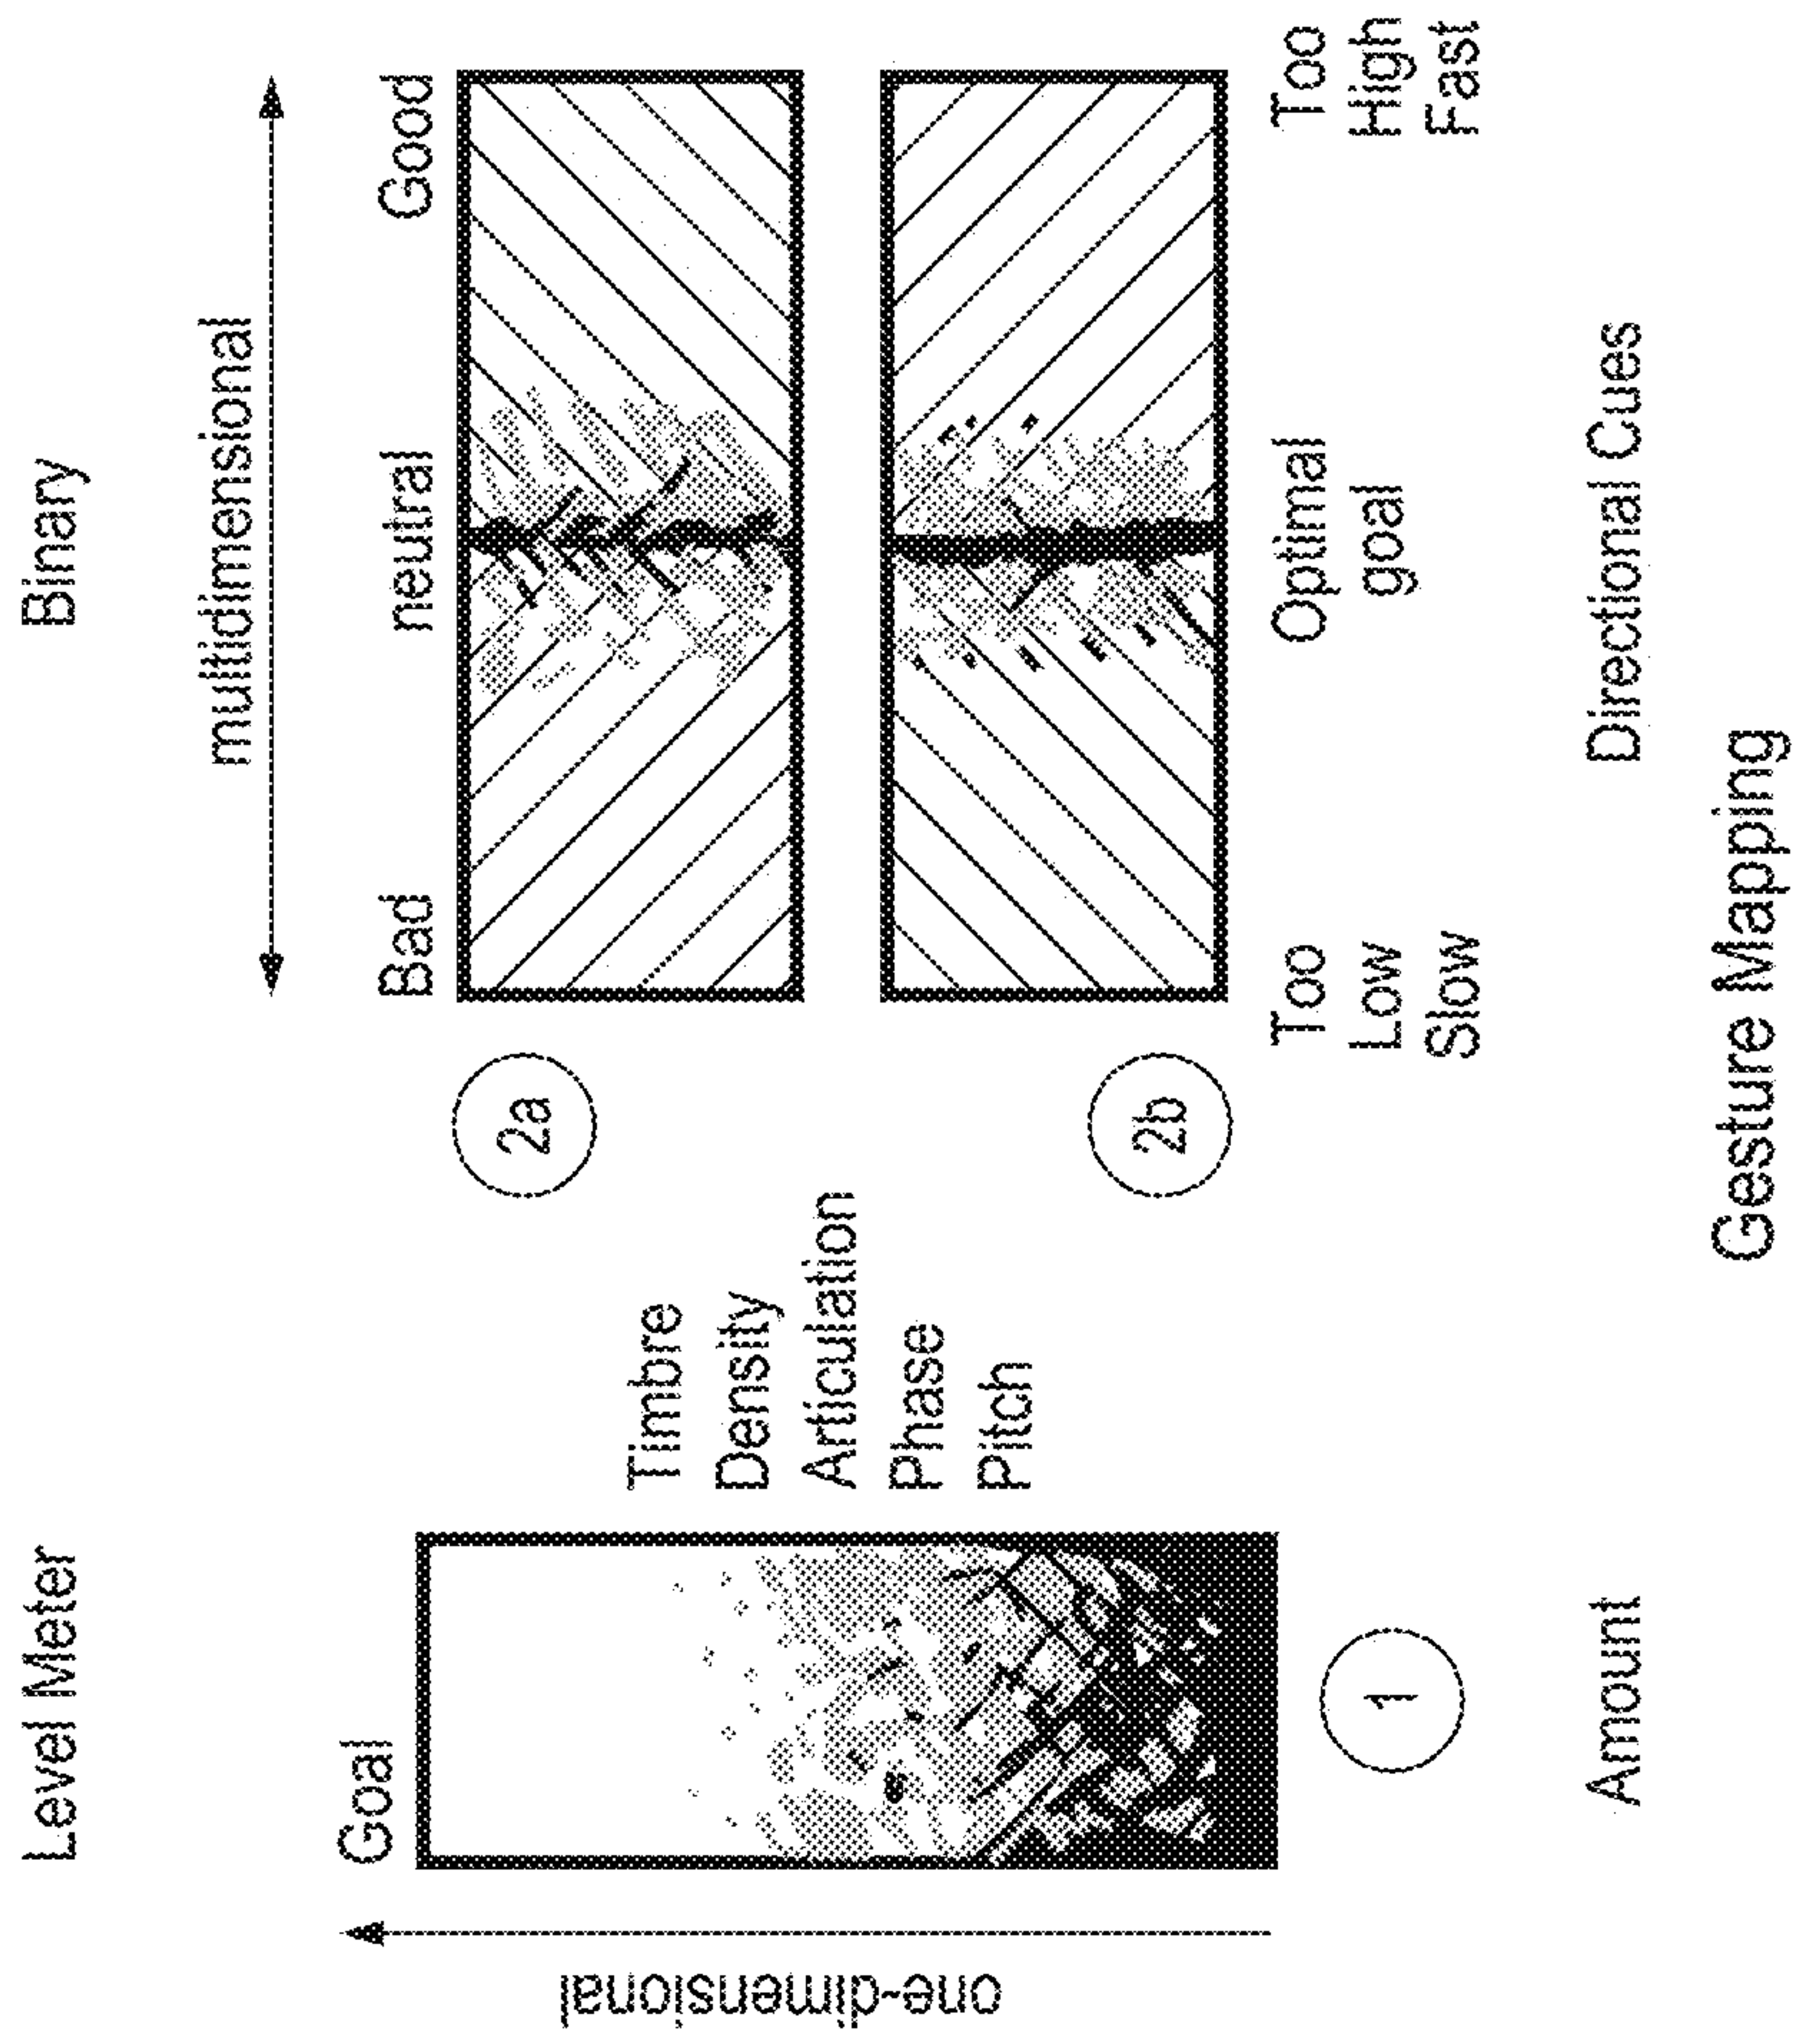 Level Meter
Binary
one-dimensional
Goal
1
Amount
Timbre
Density
Articulation
Phase
Pitch
multidimensional
Bad
neutral
Good
2a
2b
Too
Low
Slow
Optimal
goal
Too
High
Fast
Directional Cues
Gesture Mapping